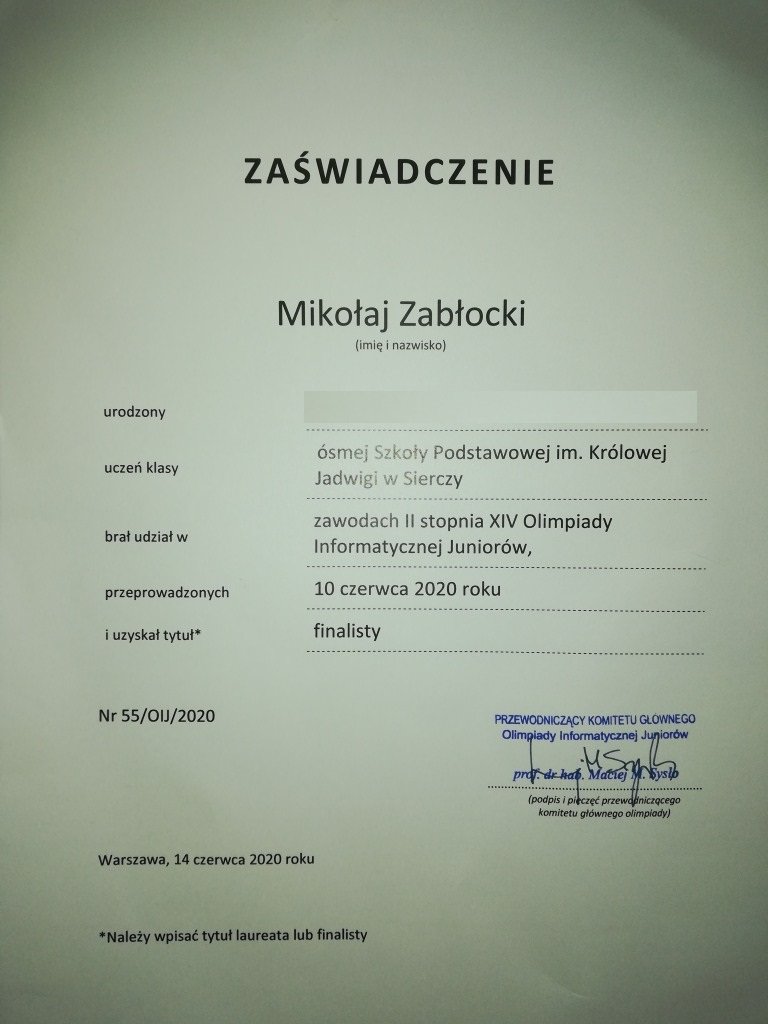 ZAŚWIADCZENIE
Mikołaj Zabłocki
(imię i nazwisko)
urodzony
uczeń klasy
ósmej Szkoły Podstawowej im. Królowej
Jadwigi w Sierczy
brał udział w
zawodach II stopnia XIV Olimpiady
Informatycznej Juniorów,
przeprowadzonych
10 czerwca 2020 roku
i uzyskał tytuł*
finalisty
Nr 55/OIJ/2020
PRZEWODNICZĄCY KOMITETU GŁÓWNEGO
Olimpiady Informatycznej Juniorów
prof. dr hab. Maciej M. Sysło
(podpis i pieczęć przewodniczącego
komitetu głównego olimpiady)
Warszawa, 14 czerwca 2020 roku
*Należy wpisać tytuł laureata lub finalisty